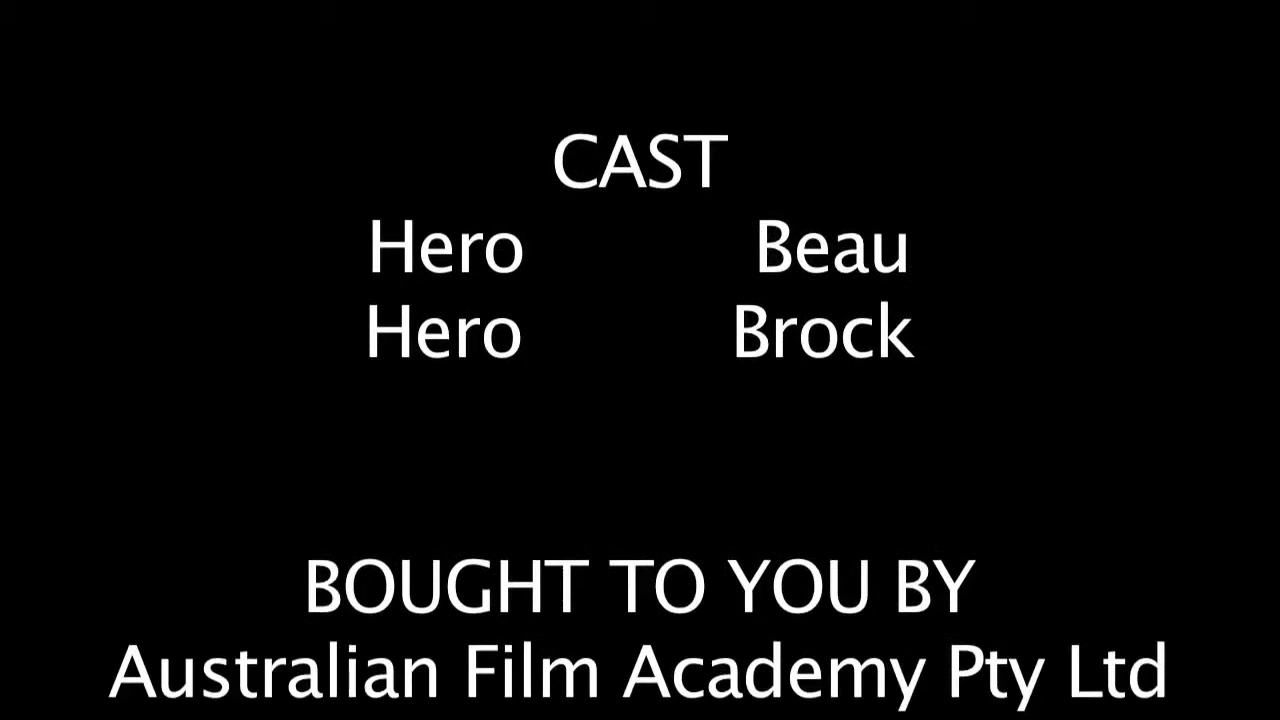 CAST
Hero Beau
Hero Brock
BOUGHT TO YOU BY
Australian Film Academy Pty Ltd